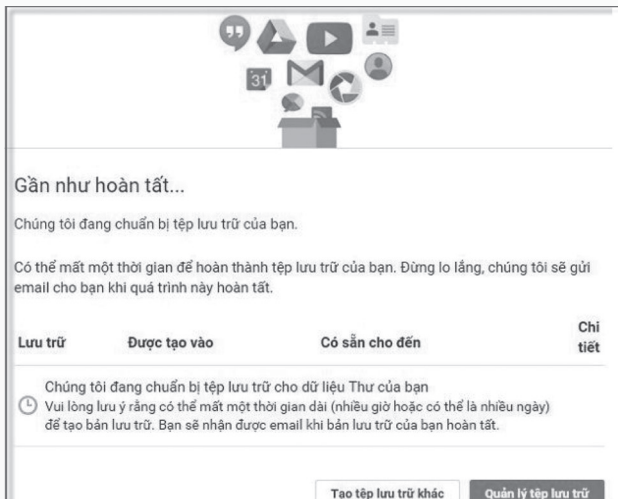 31
Gần như hoàn tất...
Chúng tôi đang chuẩn bị tệp lưu trữ của bạn.
Có thể mất một thời gian để hoàn thành tệp lưu trữ của bạn. Đừng lo lắng, chúng tôi sẽ gửi
email cho bạn khi quá trình này hoàn tất.
Lưu trữ Được tạo vào Có sẵn cho đến Chi
tiết
Chúng tôi đang chuẩn bị tệp lưu trữ cho dữ liệu Thư của bạn
Vui lòng lưu ý rằng có thể mất một thời gian dài (nhiều giờ hoặc có thể là nhiều ngày)
để tạo bản lưu trữ. Bạn sẽ nhận được email khi bản lưu trữ của bạn hoàn tất.
Tạo tệp lưu trữ khác Quản lý tệp lưu trữ